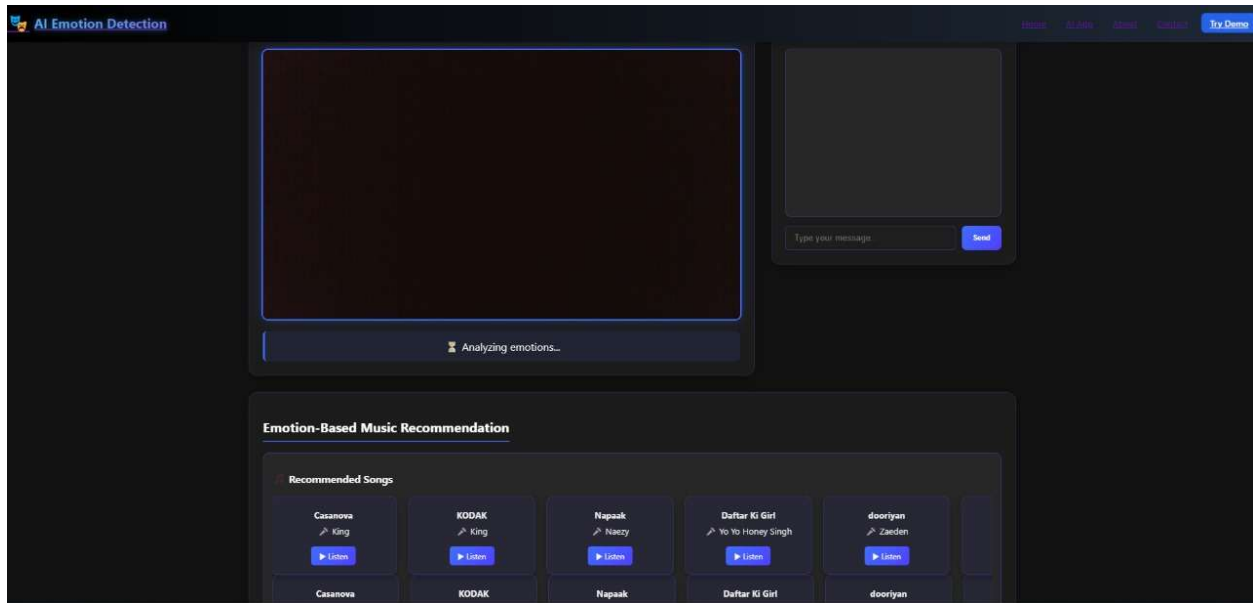 AI Emotion Detection
Home AI App About Contact Try Demo
Type your message...
Send
⏳ Analyzing emotions...
Emotion-Based Music Recommendation
Recommended Songs
Casanova KODAK Napaak Daftar Ki Girl dooriyan
King King Naezy Yo Yo Honey Singh Zaeden
▶ Listen ▶ Listen ▶ Listen ▶ Listen ▶ Listen
Casanova KODAK Napaak Daftar Ki Girl dooriyan